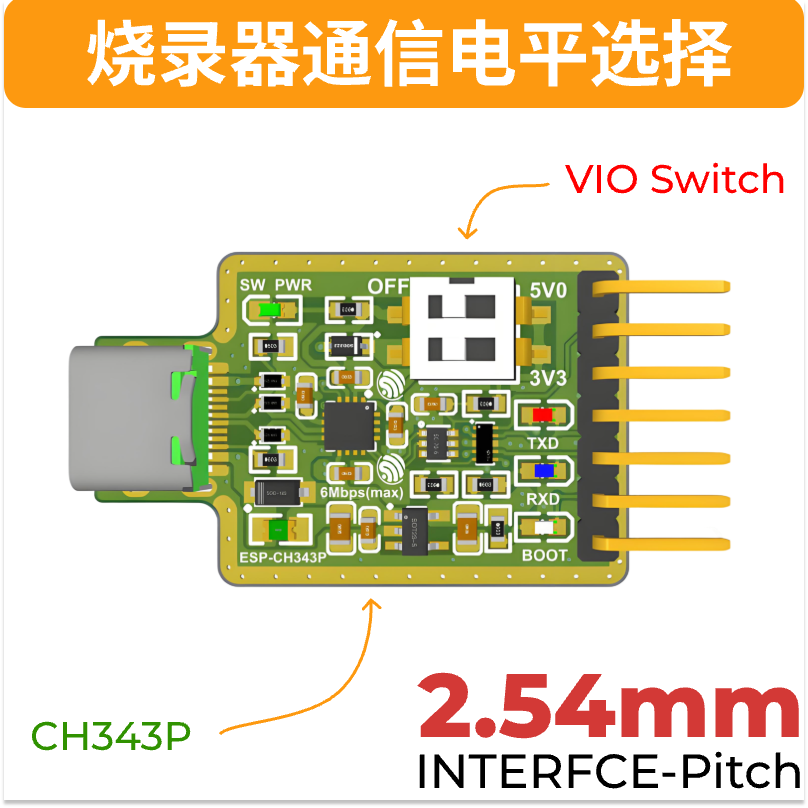 烧录器通信电平选择
VIO Switch
SW PWR
OFF
5V0
3V3
TXD
RXD
6Mbps(max)
BOOT
ESP-CH343P
CH343P
2.54mm
INTERFCE-Pitch